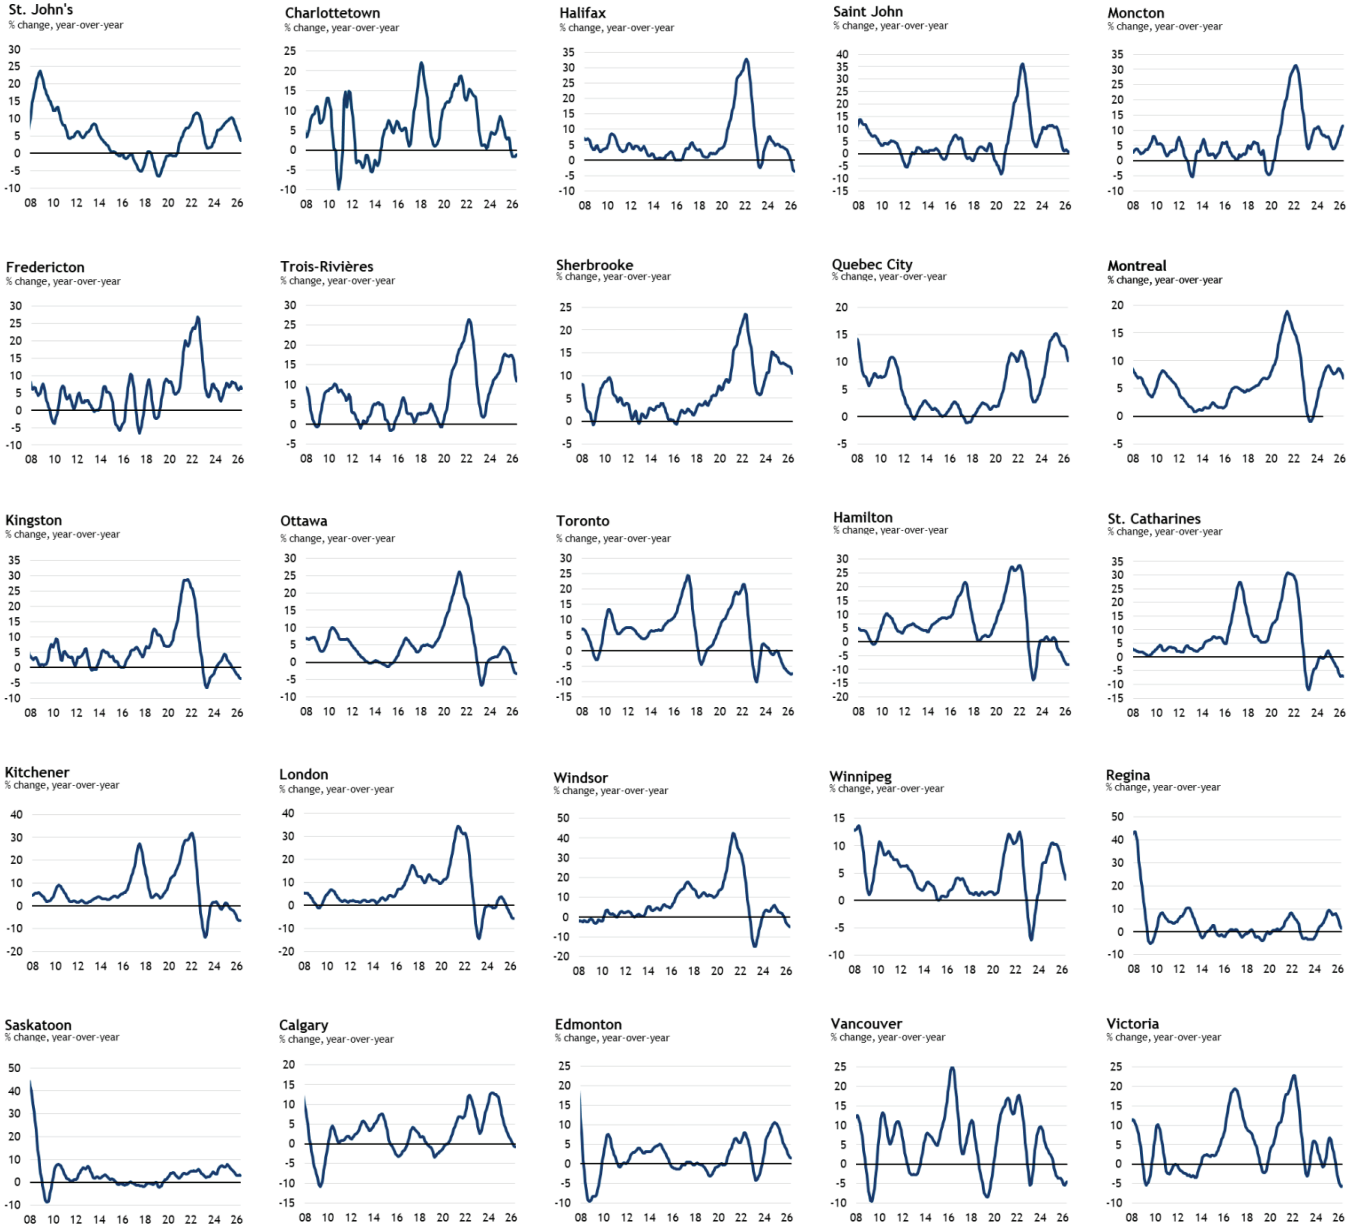 St. John's
% change, year-over-year
30
25
20
15
10
5
0
-5
-10
08 10 12 14 16 18 20 22 24 26
Charlottetown
% change, year-over-year
25
20
15
10
5
0
-5
-10
08 10 12 14 16 18 20 22 24 26
Halifax
% change, year-over-year
35
30
25
20
15
10
5
0
-5
-10
08 10 12 14 16 18 20 22 24 26
Saint John
% change, year-over-year
40
35
30
25
20
15
10
5
0
-5
-10
-15
08 10 12 14 16 18 20 22 24 26
Moncton
% change, year-over-year
35
30
25
20
15
10
5
0
-5
-10
08 10 12 14 16 18 20 22 24 26
Fredericton
% change, year-over-year
30
25
20
15
10
5
0
-5
-10
08 10 12 14 16 18 20 22 24 26
Trois-Rivières
% change, year-over-year
30
25
20
15
10
5
0
-5
08 10 12 14 16 18 20 22 24 26
Sherbrooke
% change, year-over-year
25
20
15
10
5
0
-5
08 10 12 14 16 18 20 22 24 26
Quebec City
% change, year-over-year
20
15
10
5
0
-5
08 10 12 14 16 18 20 22 24 26
Montreal
% change, year-over-year
20
15
10
5
0
-5
08 10 12 14 16 18 20 22 24 26
Kingston
% change, year-over-year
35
30
25
20
15
10
5
0
-5
-10
08 10 12 14 16 18 20 22 24 26
Ottawa
% change, year-over-year
30
25
20
15
10
5
0
-5
-10
08 10 12 14 16 18 20 22 24 26
Toronto
% change, year-over-year
30
25
20
15
10
5
0
-5
-10
-15
08 10 12 14 16 18 20 22 24 26
Hamilton
% change, year-over-year
30
25
20
15
10
5
0
-5
-10
-15
-20
08 10 12 14 16 18 20 22 24 26
St. Catharines
% change, year-over-year
35
30
25
20
15
10
5
0
-5
-10
-15
08 10 12 14 16 18 20 22 24 26
Kitchener
% change, year-over-year
40
30
20
10
0
-10
-20
08 10 12 14 16 18 20 22 24 26
London
% change, year-over-year
40
30
20
10
0
-10
-20
08 10 12 14 16 18 20 22 24 26
Windsor
% change, year-over-year
50
40
30
20
10
0
-10
-20
08 10 12 14 16 18 20 22 24 26
Winnipeg
% change, year-over-year
15
10
5
0
-5
-10
08 10 12 14 16 18 20 22 24 26
Regina
% change, year-over-year
50
40
30
20
10
0
-10
08 10 12 14 16 18 20 22 24 26
Saskatoon
% change, year-over-year
50
40
30
20
10
0
-10
08 10 12 14 16 18 20 22 24 26
Calgary
% change, year-over-year
20
15
10
5
0
-5
-10
-15
08 10 12 14 16 18 20 22 24 26
Edmonton
% change, year-over-year
25
20
15
10
5
0
-5
-10
08 10 12 14 16 18 20 22 24 26
Vancouver
% change, year-over-year
25
20
15
10
5
0
-5
-10
08 10 12 14 16 18 20 22 24 26
Victoria
% change, year-over-year
25
20
15
10
5
0
-5
-10
08 10 12 14 16 18 20 22 24 26